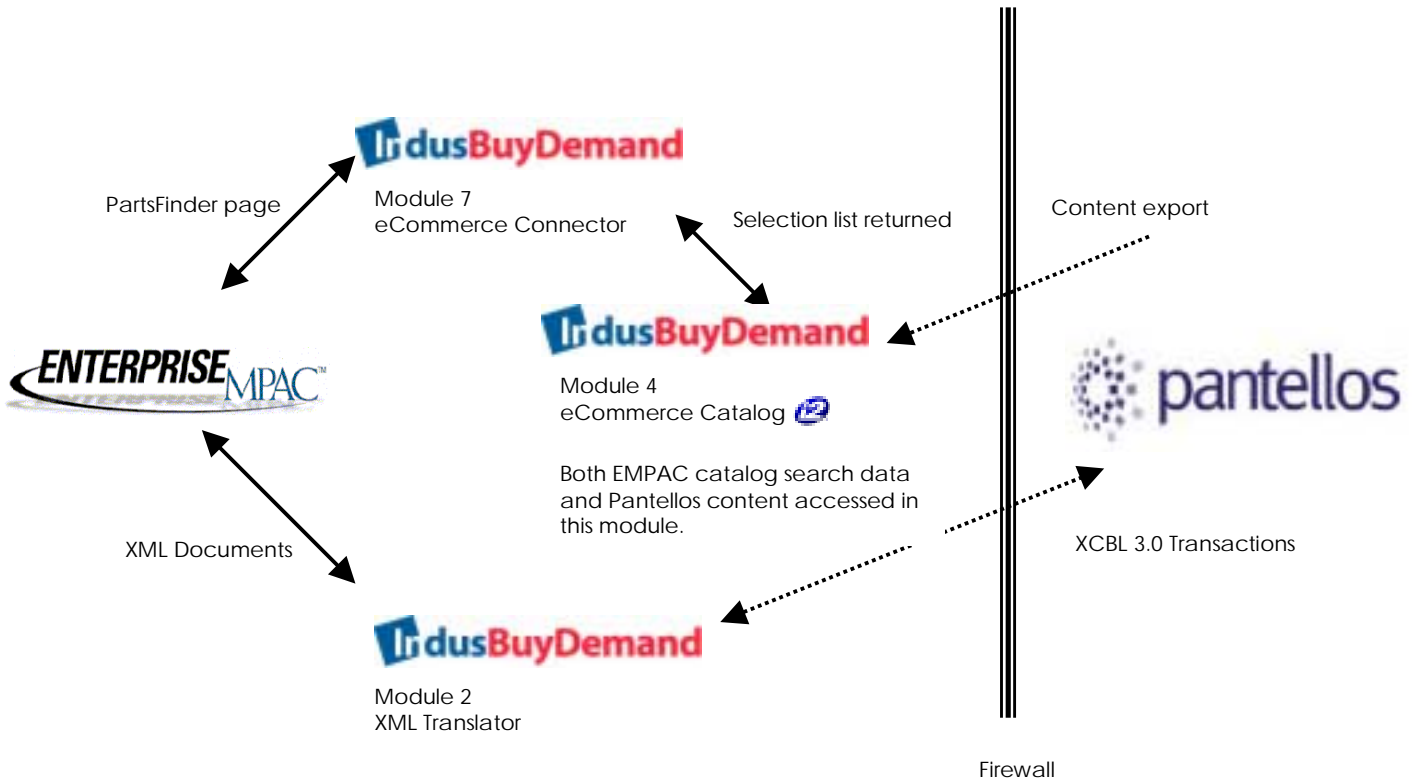 IndusBuyDemand
Module 7
eCommerce Connector
PartsFinder page
Selection list returned
Content export
IndusBuyDemand
ENTERPRISE MPAC™
pantellos
Module 4
eCommerce Catalog i2
Both EMPAC catalog search data
and Pantellos content accessed in
this module.
XML Documents
XCBL 3.0 Transactions
IndusBuyDemand
Module 2
XML Translator
Firewall